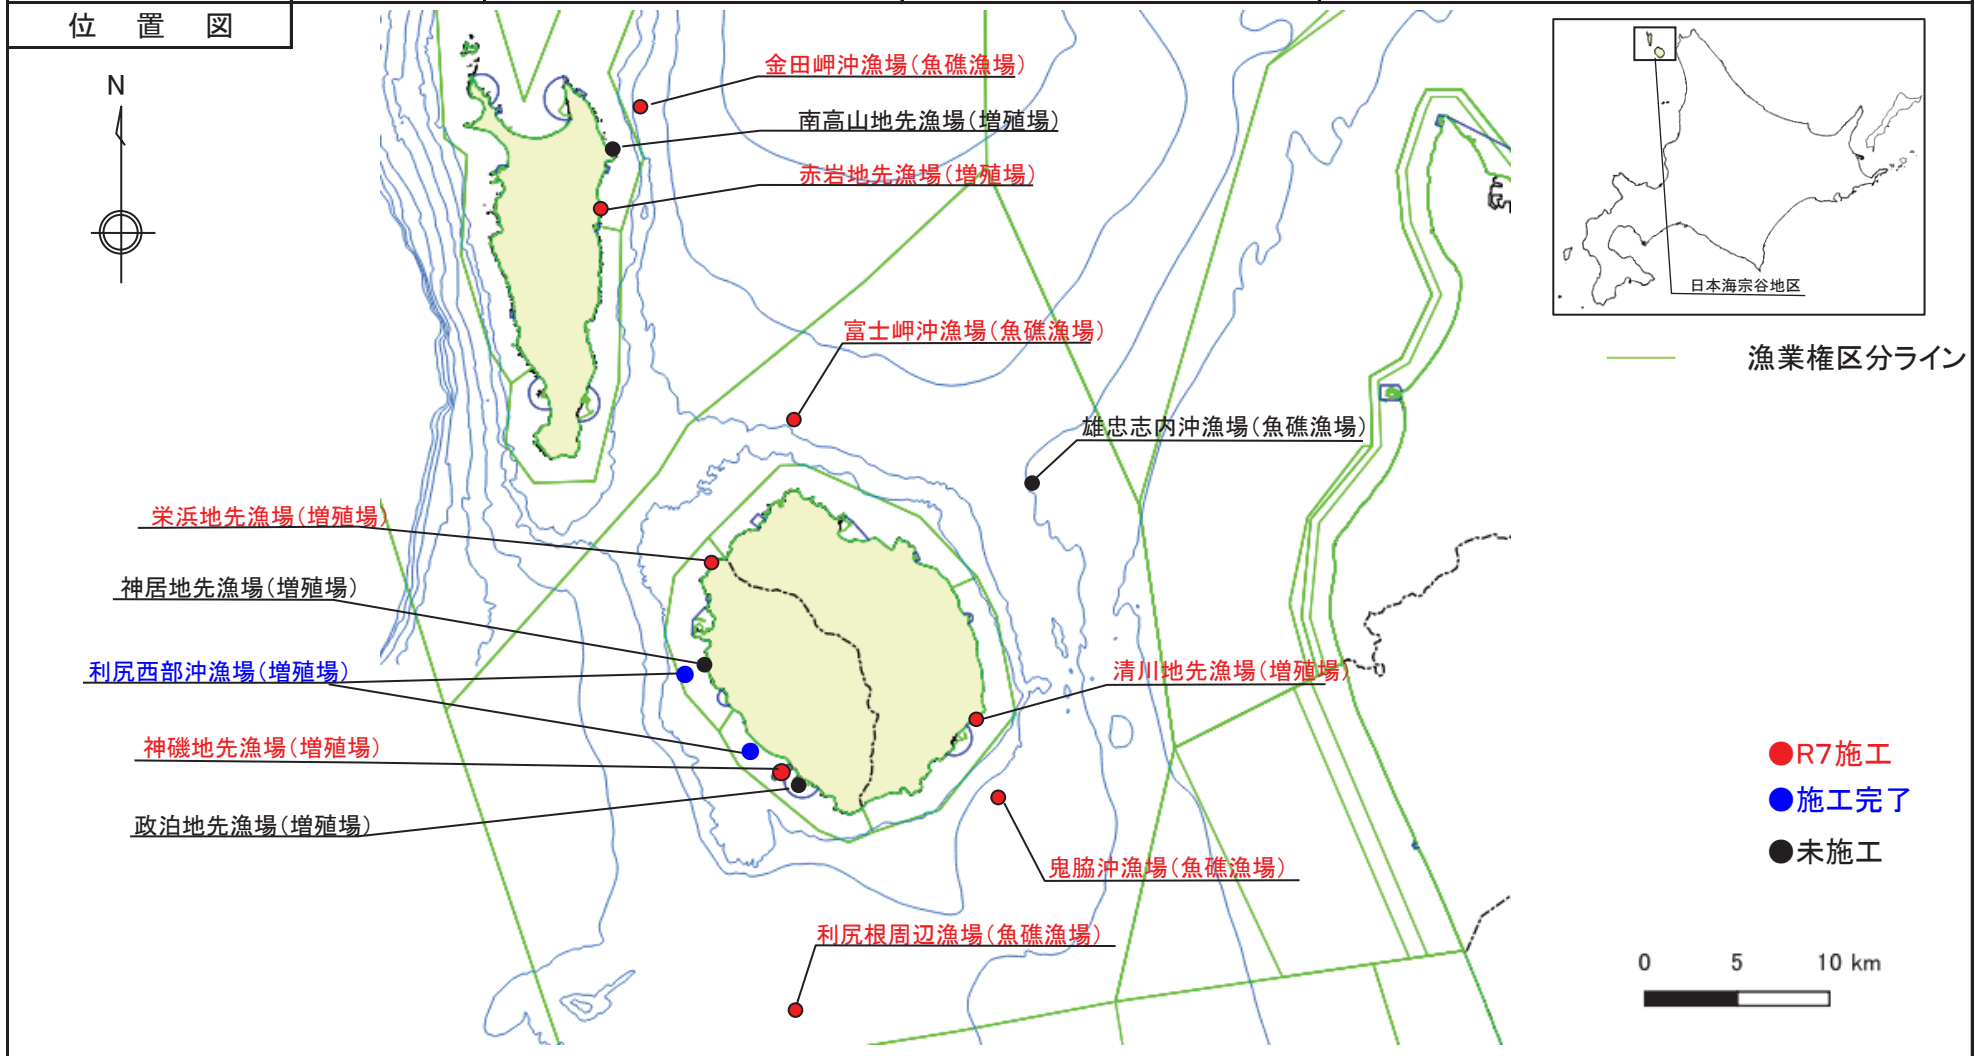 位 置 図
N
金田岬沖漁場(魚礁漁場)
南高山地先漁場(増殖場)
赤岩地先漁場(増殖場)
日本海宗谷地区
富士岬沖漁場(魚礁漁場)
漁業権区分ライン
雄忠志内沖漁場(魚礁漁場)
栄浜地先漁場(増殖場)
神居地先漁場(増殖場)
利尻西部沖漁場(増殖場)
清川地先漁場(増殖場)
神磯地先漁場(増殖場)
R7施工
施工完了
政泊地先漁場(増殖場)
未施工
鬼脇沖漁場(魚礁漁場)
利尻根周辺漁場(魚礁漁場)
0 5 10 km